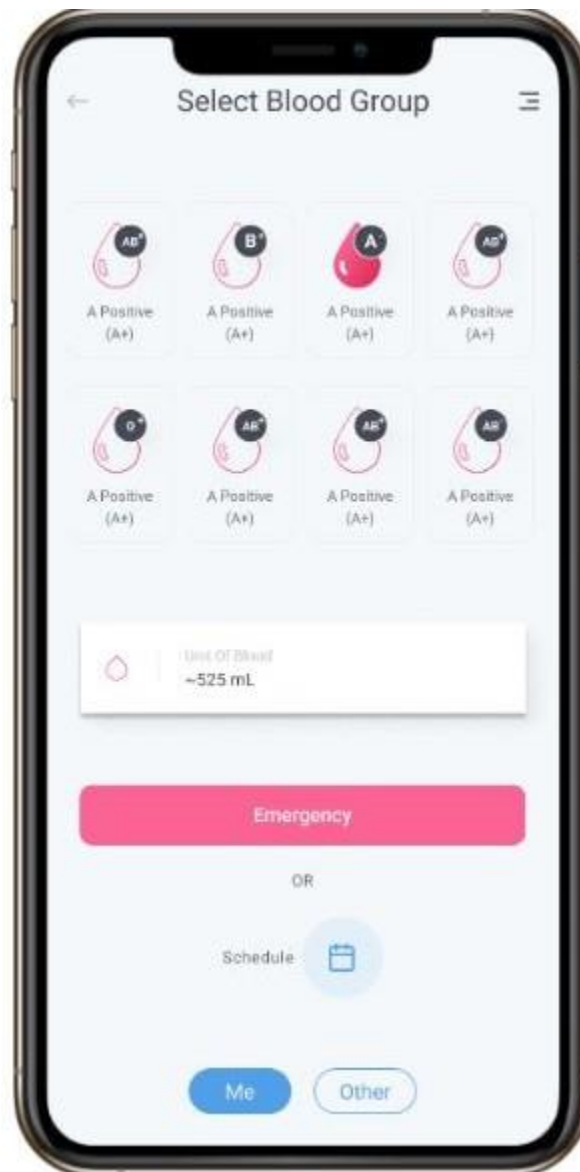 Select Blood Group
AB+ B+ A AB+
A Positive A Positive A Positive A Positive
(A+) (A+) (A+) (A+)
O+ AB+ AB+ AB
A Positive A Positive A Positive A Positive
(A+) (A+) (A+) (A+)
Unit Of Blood
~525 mL
Emergency
OR
Schedule
Me Other